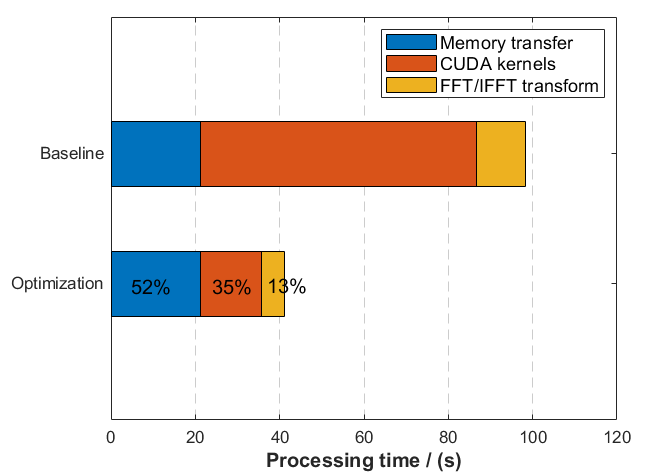 Memory transfer
CUDA kernels
FFT/IFFT transform
Baseline
Optimization
52% 35% 13%
0 20 40 60 80 100 120
Processing time / (s)